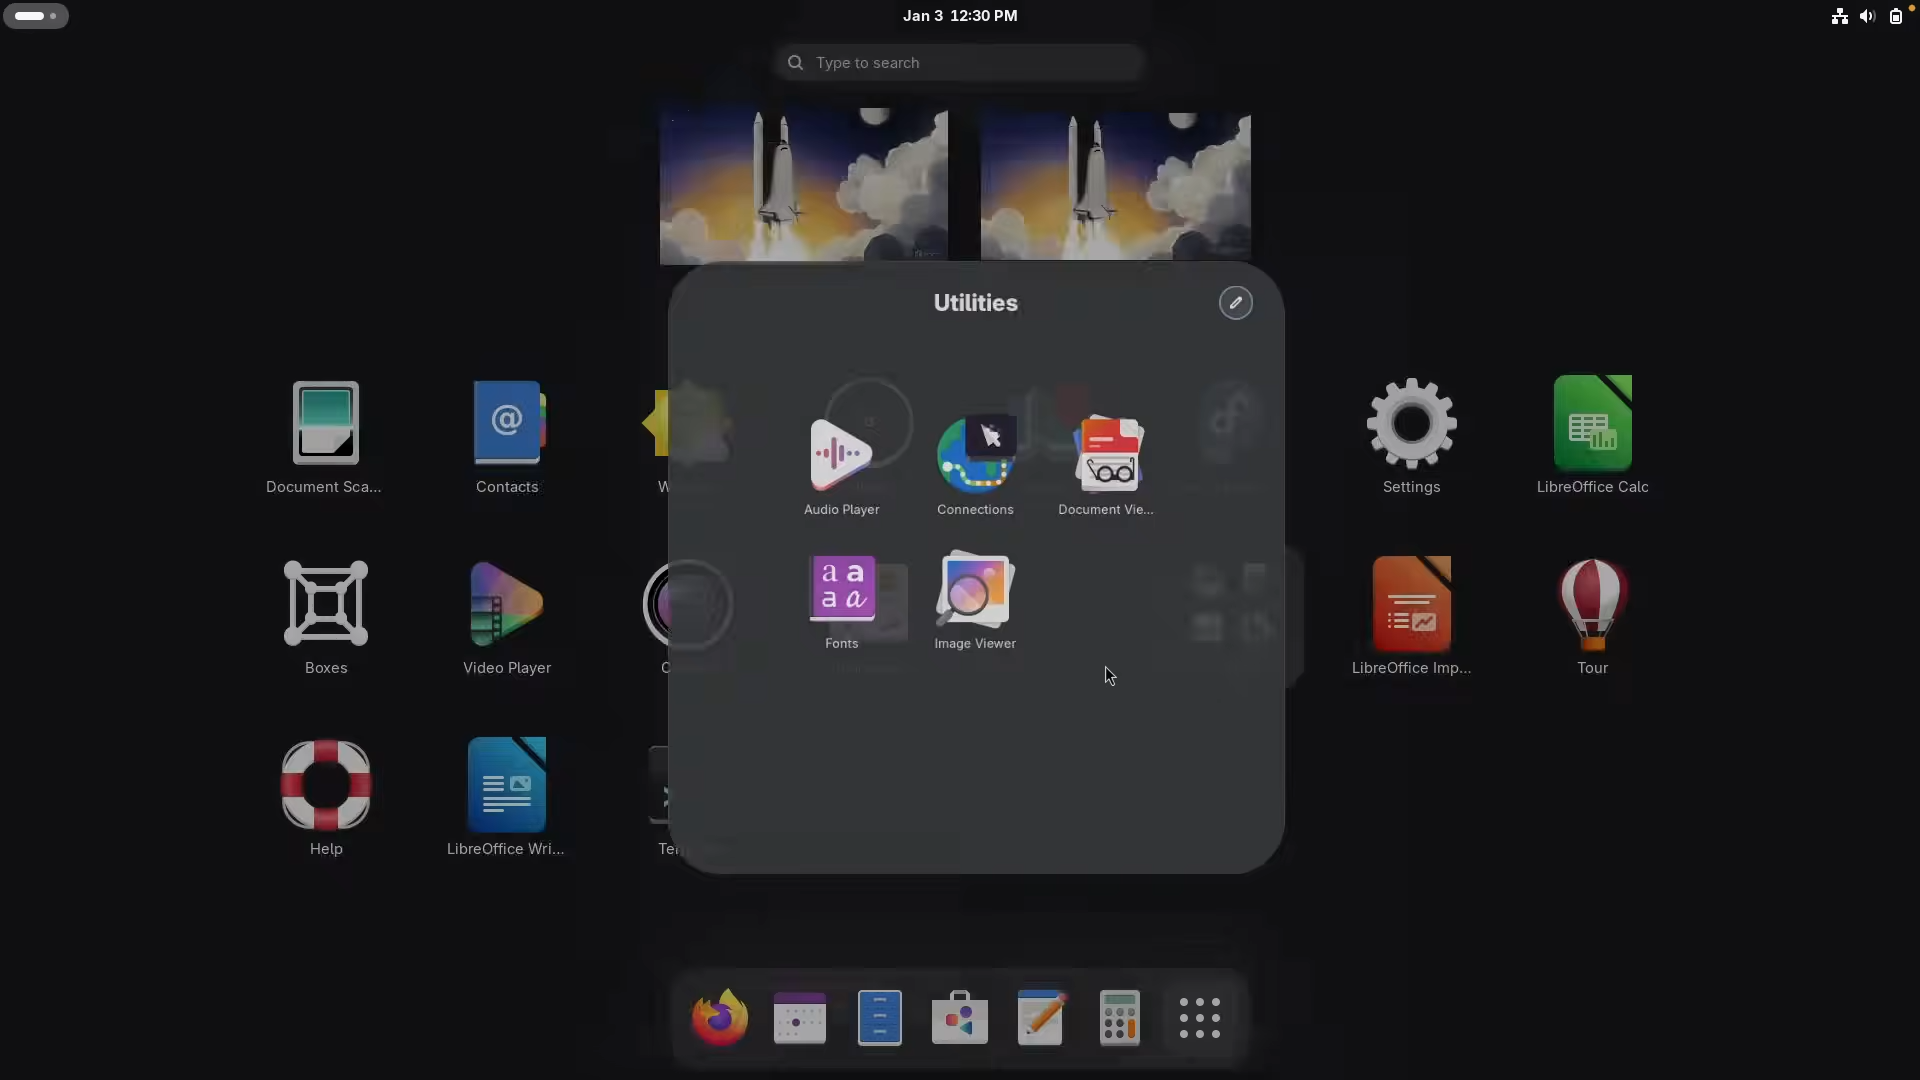 Jan 3 12:30 PM
Type to search
Utilities
Document Sca...
Contacts
W
Audio Player
Connections
Document Vie...
Settings
LibreOffice Calc
Fonts
Image Viewer
Boxes
Video Player
C
LibreOffice Imp...
Tour
Help
LibreOffice Wri...
Ter